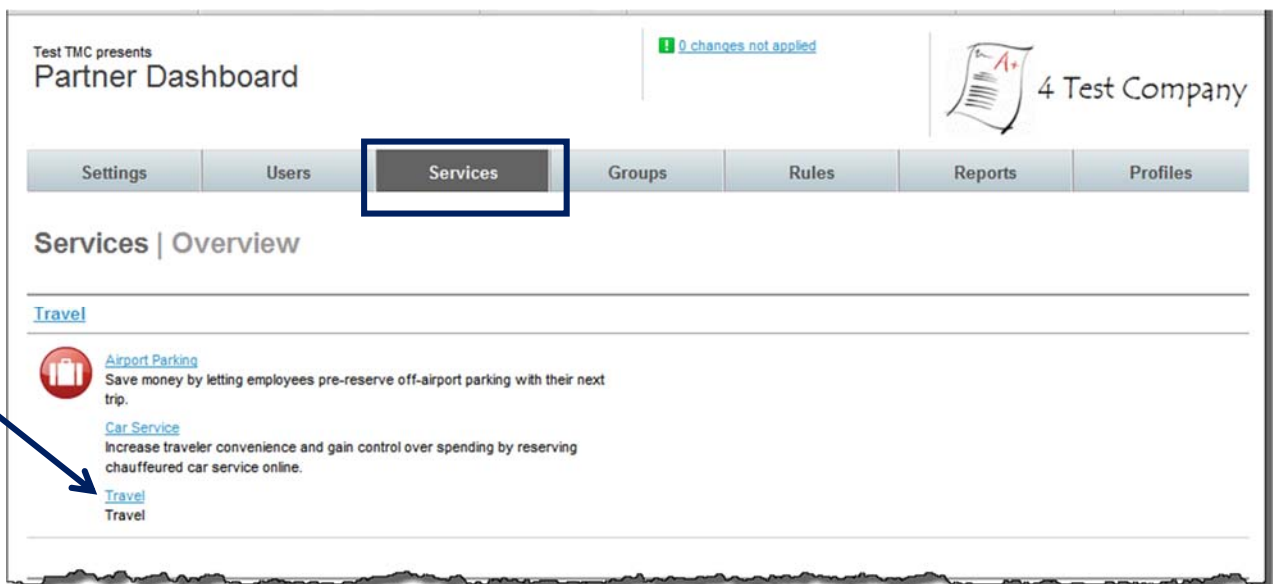 Test TMC presents
Partner Dashboard
! 0 changes not applied
A+
4 Test Company
Settings Users Services Groups Rules Reports Profiles
Services | Overview
Travel
Airport Parking
Save money by letting employees pre-reserve off-airport parking with their next
trip.
Car Service
Increase traveler convenience and gain control over spending by reserving
chauffeured car service online.
Travel
Travel